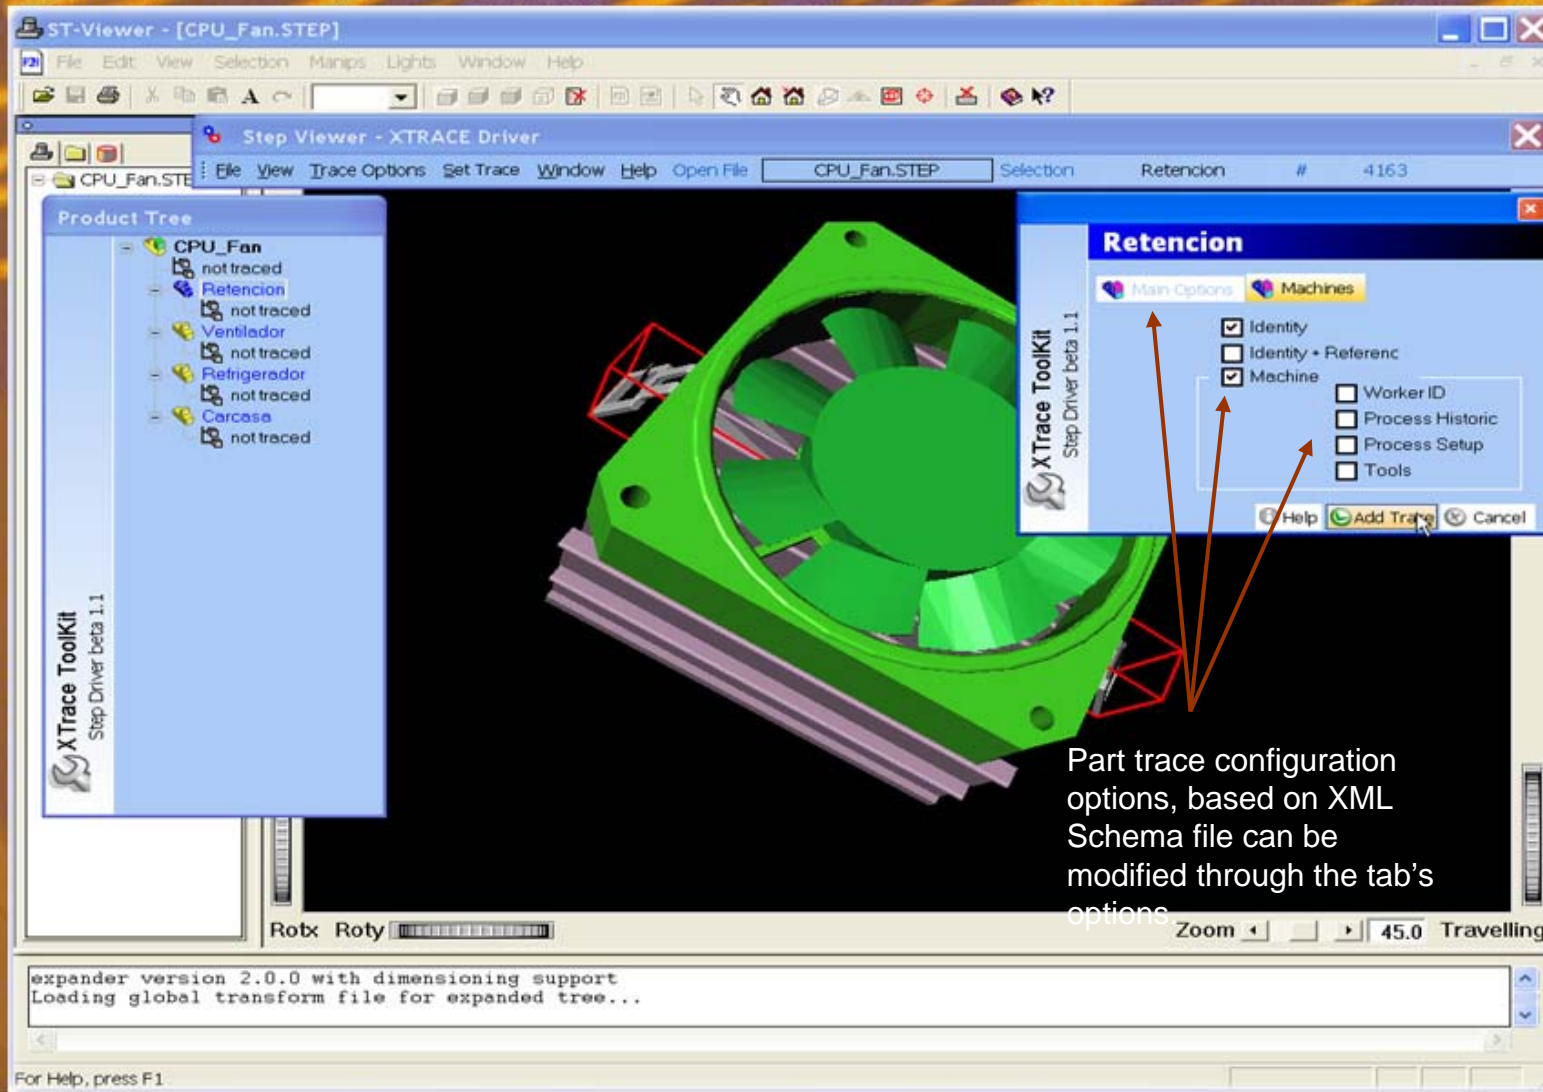 ST-Viewer - [CPU_Fan.STEP]
File Edit View Selection Manips Lights Window Help
Step Viewer - XTRACE Driver
File View Trace Options Set Trace Window Help Open File CPU_Fan.STEP Selection Retencion # 4163
CPU_Fan.STE
Product Tree
CPU_Fan
not traced
Retencion
not traced
Ventilador
not traced
Refrigerador
not traced
Carcasa
not traced
XTrace ToolKit
Step Driver beta 1.1
Retencion
Main Options Machines
Identity
Identity + Referenc
Machine
Worker ID
Process Historic
Process Setup
Tools
Help Add Trace Cancel
XTrace ToolKit
Step Driver beta 1.1
Part trace configuration
options, based on XML
Schema file can be
modified through the tab's
options.
Rotx Roty Zoom 45.0 Travelling
expander version 2.0.0 with dimensioning support
Loading global transform file for expanded tree...
For Help, press F1